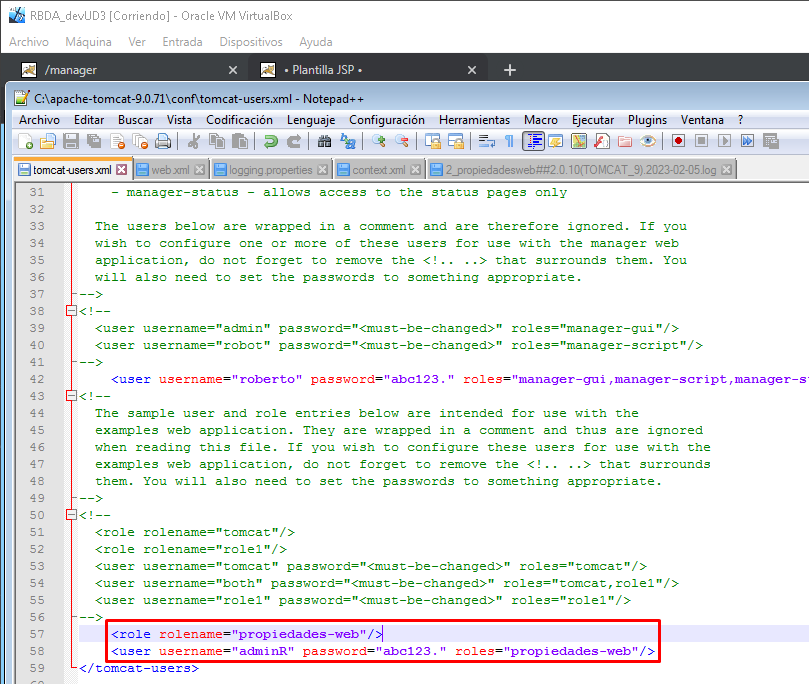 RBDA_devUD3 [Corriendo] - Oracle VM VirtualBox
Archivo Máquina Ver Entrada Dispositivos Ayuda
/manager × • Plantilla JSP • × +
C:\apache-tomcat-9.0.71\conf\tomcat-users.xml - Notepad++
Archivo Editar Buscar Vista Codificación Lenguaje Configuración Herramientas Macro Ejecutar Plugins Ventana ?
tomcat-users.xml web.xml logging.properties context.xml 2_propiedadesweb##2.0.10(TOMCAT_9).2023-02-05.log
31 - manager-status - allows access to the status pages only
32
33 The users below are wrapped in a comment and are therefore ignored. If you
34 wish to configure one or more of these users for use with the manager web
35 application, do not forget to remove the <!.. ..> that surrounds them. You
36 will also need to set the passwords to something appropriate.
37 -->
38 <!--
39 <user username="admin" password="<must-be-changed>" roles="manager-gui"/>
40 <user username="robot" password="<must-be-changed>" roles="manager-script"/>
41 -->
42 <user username="roberto" password="abc123." roles="manager-gui,manager-script,manager-s
43 <!--
44 The sample user and role entries below are intended for use with the
45 examples web application. They are wrapped in a comment and thus are ignored
46 when reading this file. If you wish to configure these users for use with the
47 examples web application, do not forget to remove the <!.. ..> that surrounds
48 them. You will also need to set the passwords to something appropriate.
49 -->
50 <!--
51 <role rolename="tomcat"/>
52 <role rolename="role1"/>
53 <user username="tomcat" password="<must-be-changed>" roles="tomcat"/>
54 <user username="both" password="<must-be-changed>" roles="tomcat,role1"/>
55 <user username="role1" password="<must-be-changed>" roles="role1"/>
56 -->
57 <role rolename="propiedades-web"/>
58 <user username="adminR" password="abc123." roles="propiedades-web"/>
59 </tomcat-users>